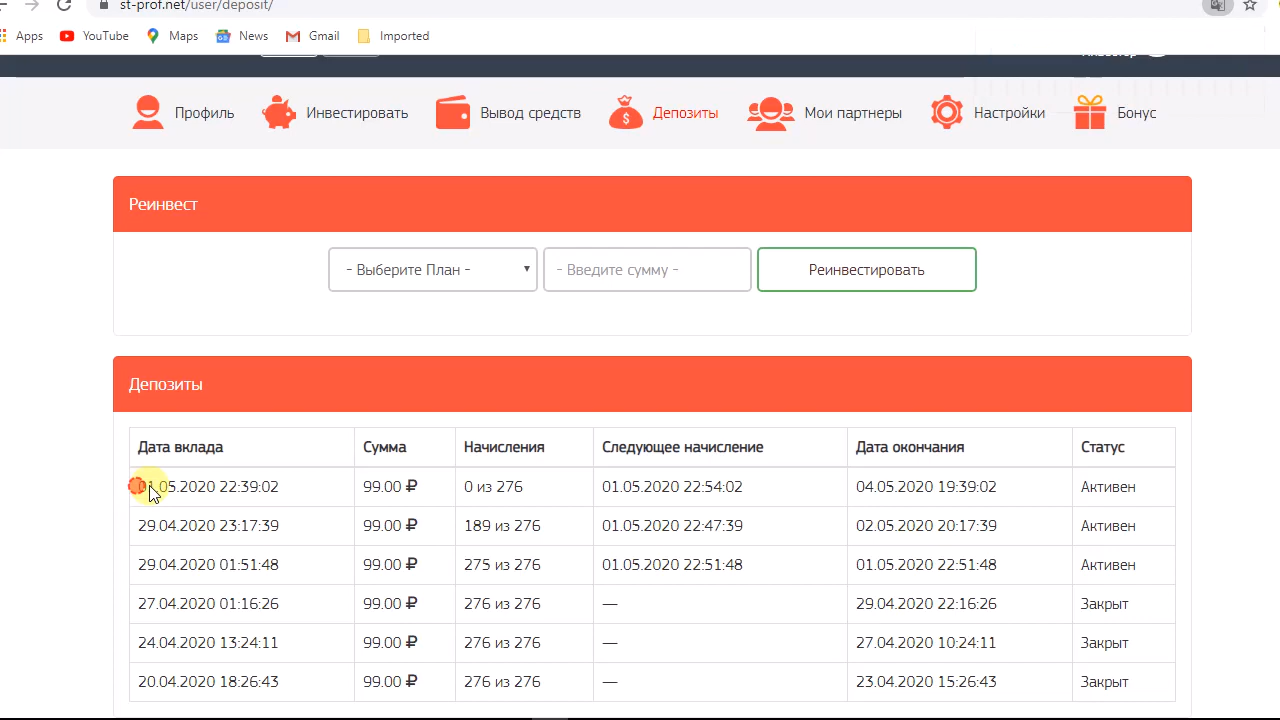 st-prof.net/user/deposit/
Apps YouTube Maps News Gmail Imported
Профиль Инвестировать Вывод средств Депозиты Мои партнеры Настройки Бонус
Реинвест
- Выберите План - - Введите сумму - Реинвестировать
Депозиты
Дата вклада Сумма Начисления Следующее начисление Дата окончания Статус
01.05.2020 22:39:02 99.00 ₽ 0 из 276 01.05.2020 22:54:02 04.05.2020 19:39:02 Активен
29.04.2020 23:17:39 99.00 ₽ 189 из 276 01.05.2020 22:47:39 02.05.2020 20:17:39 Активен
29.04.2020 01:51:48 99.00 ₽ 275 из 276 01.05.2020 22:51:48 01.05.2020 22:51:48 Активен
27.04.2020 01:16:26 99.00 ₽ 276 из 276 — 29.04.2020 22:16:26 Закрыт
24.04.2020 13:24:11 99.00 ₽ 276 из 276 — 27.04.2020 10:24:11 Закрыт
20.04.2020 18:26:43 99.00 ₽ 276 из 276 — 23.04.2020 15:26:43 Закрыт